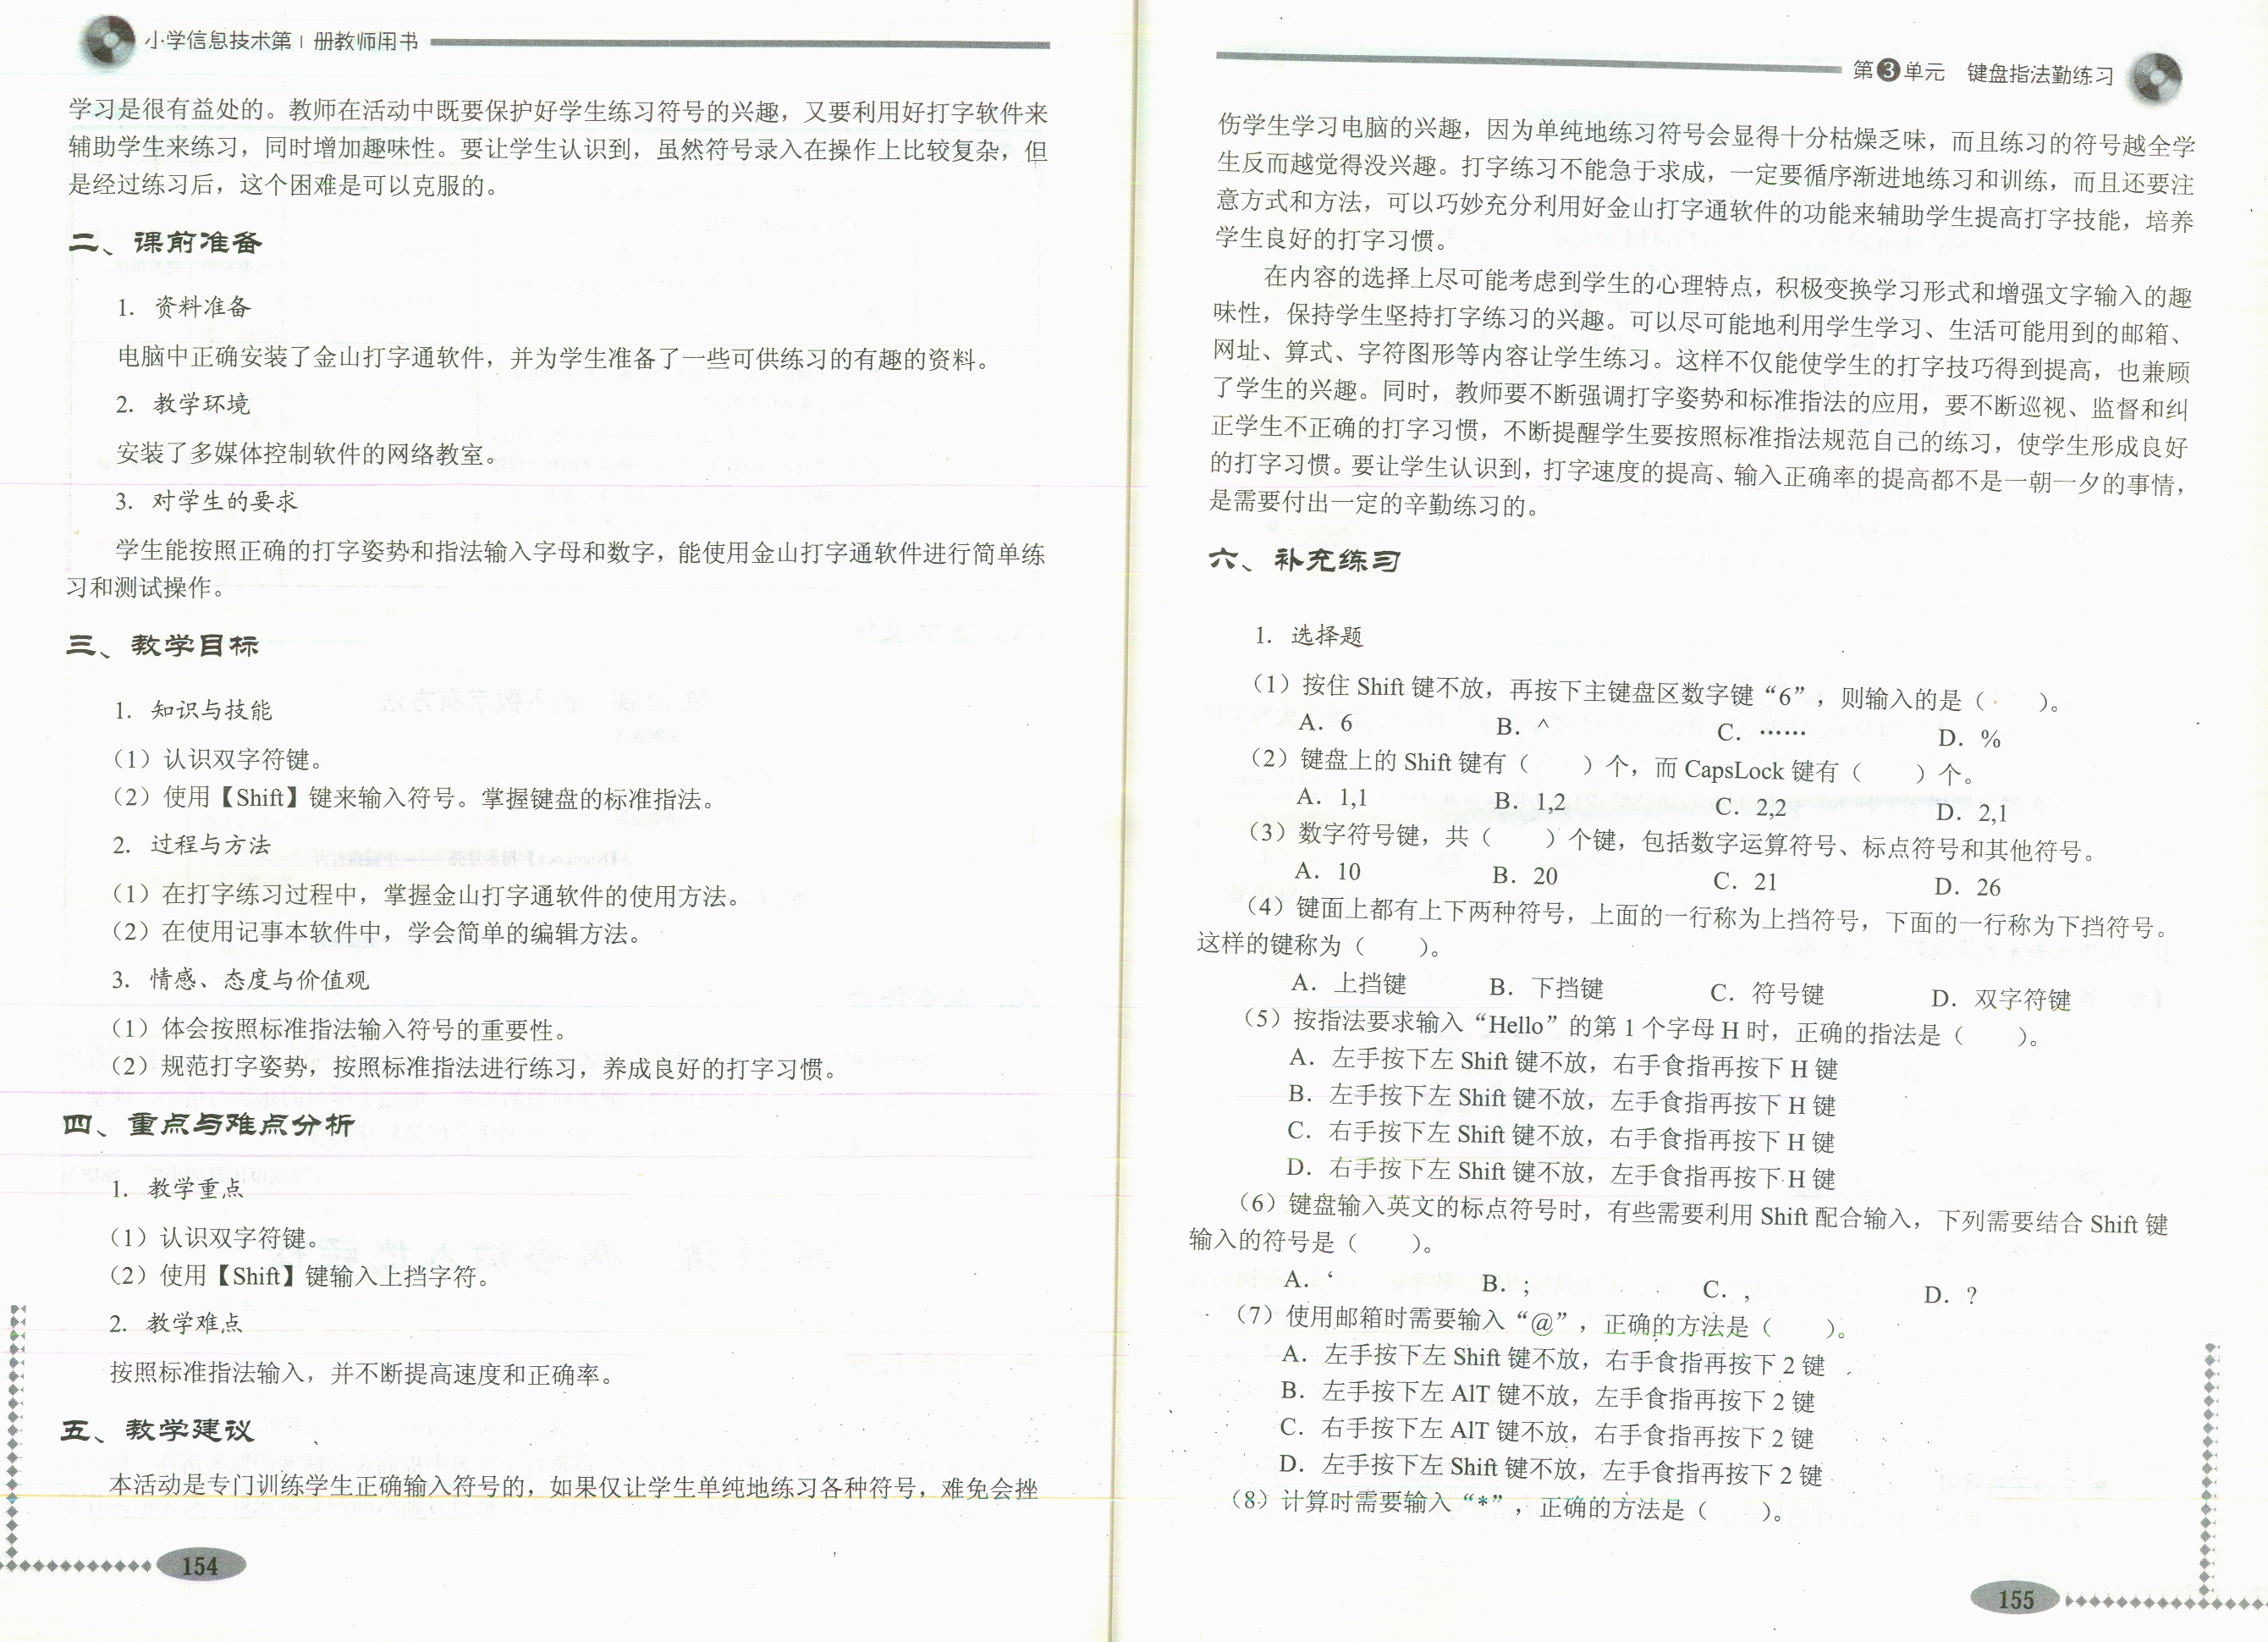 小学信息技术第1册教师用书
学习是很有益处的。教师在活动中既要保护好学生练习符号的兴趣，又要利用好打字软件来
辅助学生来练习，同时增加趣味性。要让学生认识到，虽然符号录入在操作上比较复杂，但
是经过练习后，这个困难是可以克服的。
二、课前准备
1. 资料准备
电脑中正确安装了金山打字通软件，并为学生准备了一些可供练习的有趣的资料。
2. 教学环境
安装了多媒体控制软件的网络教室。
3. 对学生的要求
学生能按照正确的打字姿势和指法输入字母和数字，能使用金山打字通软件进行简单练
习和测试操作。
三、教学目标
1. 知识与技能
（1）认识双字符键。
（2）使用【Shift】键来输入符号。掌握键盘的标准指法。
2. 过程与方法
（1）在打字练习过程中，掌握金山打字通软件的使用方法。
（2）在使用记事本软件中，学会简单的编辑方法。
3. 情感、态度与价值观
（1）体会按照标准指法输入符号的重要性。
（2）规范打字姿势，按照标准指法进行练习，养成良好的打字习惯。
四、重点与难点分析
1. 教学重点
（1）认识双字符键。
（2）使用【Shift】键输入上挡字符。
2. 教学难点
按照标准指法输入，并不断提高速度和正确率。
五、教学建议
本活动是专门训练学生正确输入符号的，如果仅让学生单纯地练习各种符号，难免会挫
154
第3单元 键盘指法勤练习
伤学生学习电脑的兴趣，因为单纯地练习符号会显得十分枯燥乏味，而且练习的符号越全学
生反而越觉得没兴趣。打字练习不能急于求成，一定要循序渐进地练习和训练，而且还要注
意方式和方法，可以巧妙充分利用好金山打字通软件的功能来辅助学生提高打字技能，培养
学生良好的打字习惯。
在内容的选择上尽可能考虑到学生的心理特点，积极变换学习形式和增强文字输入的趣
味性，保持学生坚持打字练习的兴趣。可以尽可能地利用学生学习、生活可能用到的邮箱、
网址、算式、字符图形等内容让学生练习。这样不仅能使学生的打字技巧得到提高，也兼顾
了学生的兴趣。同时，教师要不断强调打字姿势和标准指法的应用，要不断巡视、监督和纠
正学生不正确的打字习惯，不断提醒学生要按照标准指法规范自己的练习，使学生形成良好
的打字习惯。要让学生认识到，打字速度的提高、输入正确率的提高都不是一朝一夕的事情，
是需要付出一定的辛勤练习的。
六、补充练习
1. 选择题
（1）按住 Shift 键不放，再按下主键盘区数字键“6”，则输入的是（ ）。
A. 6 B. ^ C. …… D. %
（2）键盘上的 Shift 键有（ ）个，而 CapsLock 键有（ ）个。
A. 1,1 B. 1,2 C. 2,2 D. 2,1
（3）数字符号键，共（ ）个键，包括数字运算符号、标点符号和其他符号。
A. 10 B. 20 C. 21 D. 26
（4）键面上都有上下两种符号，上面的一行称为上挡符号，下面的一行称为下挡符号。
这样的键称为（ ）。
A. 上挡键 B. 下挡键 C. 符号键 D. 双字符键
（5）按指法要求输入“Hello”的第 1 个字母 H 时，正确的指法是（ ）。
A. 左手按下左 Shift 键不放，右手食指再按下 H 键
B. 左手按下左 Shift 键不放，左手食指再按下 H 键
C. 右手按下左 Shift 键不放，右手食指再按下 H 键
D. 右手按下左 Shift 键不放，左手食指再按下 H 键
（6）键盘输入英文的标点符号时，有些需要利用 Shift 配合输入，下列需要结合 Shift 键
输入的符号是（ ）。
A. ‘ B. ; C. , D. ?
（7）使用邮箱时需要输入“@”，正确的方法是（ ）。
A. 左手按下左 Shift 键不放，右手食指再按下 2 键
B. 左手按下左 AlT 键不放，左手食指再按下 2 键
C. 右手按下左 AlT 键不放，右手食指再按下 2 键
D. 左手按下左 Shift 键不放，左手食指再按下 2 键
（8）计算时需要输入“*”，正确的方法是（ ）。
155